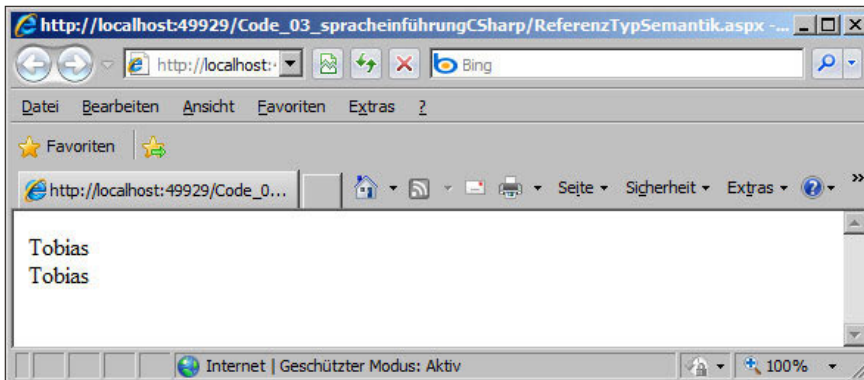 http://localhost:49929/Code_03_spracheinführungCSharp/ReferenzTypSemantik.aspx -...
http://localhost: Bing
Datei Bearbeiten Ansicht Favoriten Extras ?
Favoriten
http://localhost:49929/Code_0... Seite Sicherheit Extras »
Tobias
Tobias
Internet | Geschützter Modus: Aktiv 100%